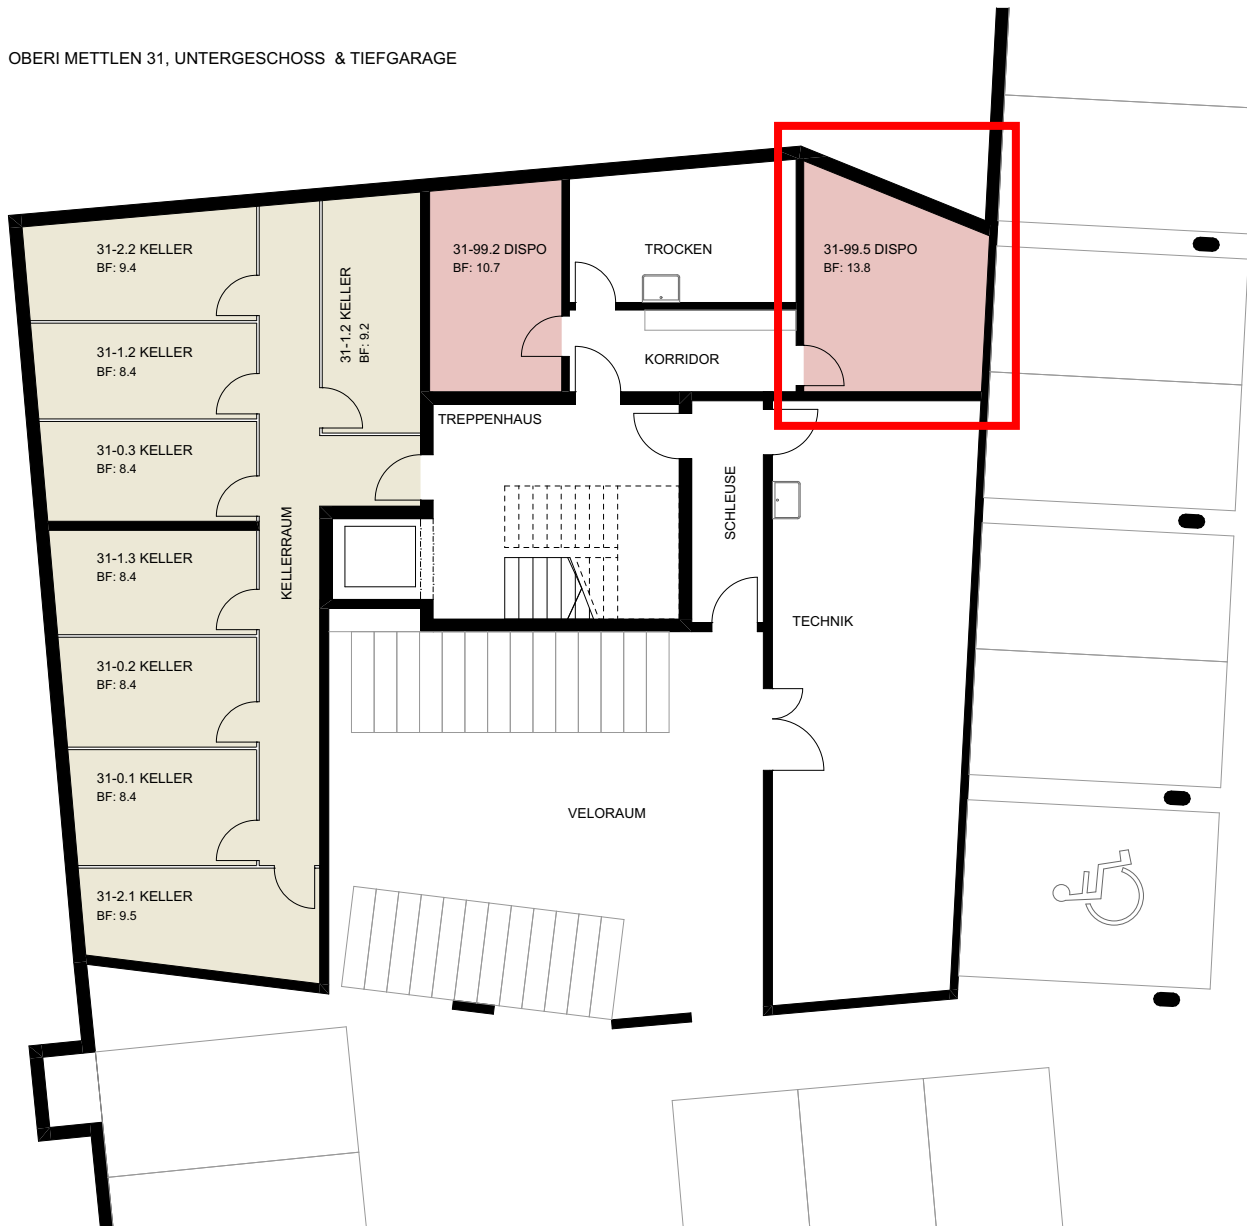 OBERI METTLEN 31, UNTERGESCHOSS & TIEFGARAGE
31-2.2 KELLER
BF: 9.4
31-1.2 KELLER
BF: 9.2
31-99.2 DISPO
BF: 10.7
TROCKEN
31-99.5 DISPO
BF: 13.8
31-1.2 KELLER
BF: 8.4
KORRIDOR
31-0.3 KELLER
BF: 8.4
TREPPENHAUS
SCHLEUSE
KELLERRAUM
31-1.3 KELLER
BF: 8.4
TECHNIK
31-0.2 KELLER
BF: 8.4
31-0.1 KELLER
BF: 8.4
VELORAUM
31-2.1 KELLER
BF: 9.5